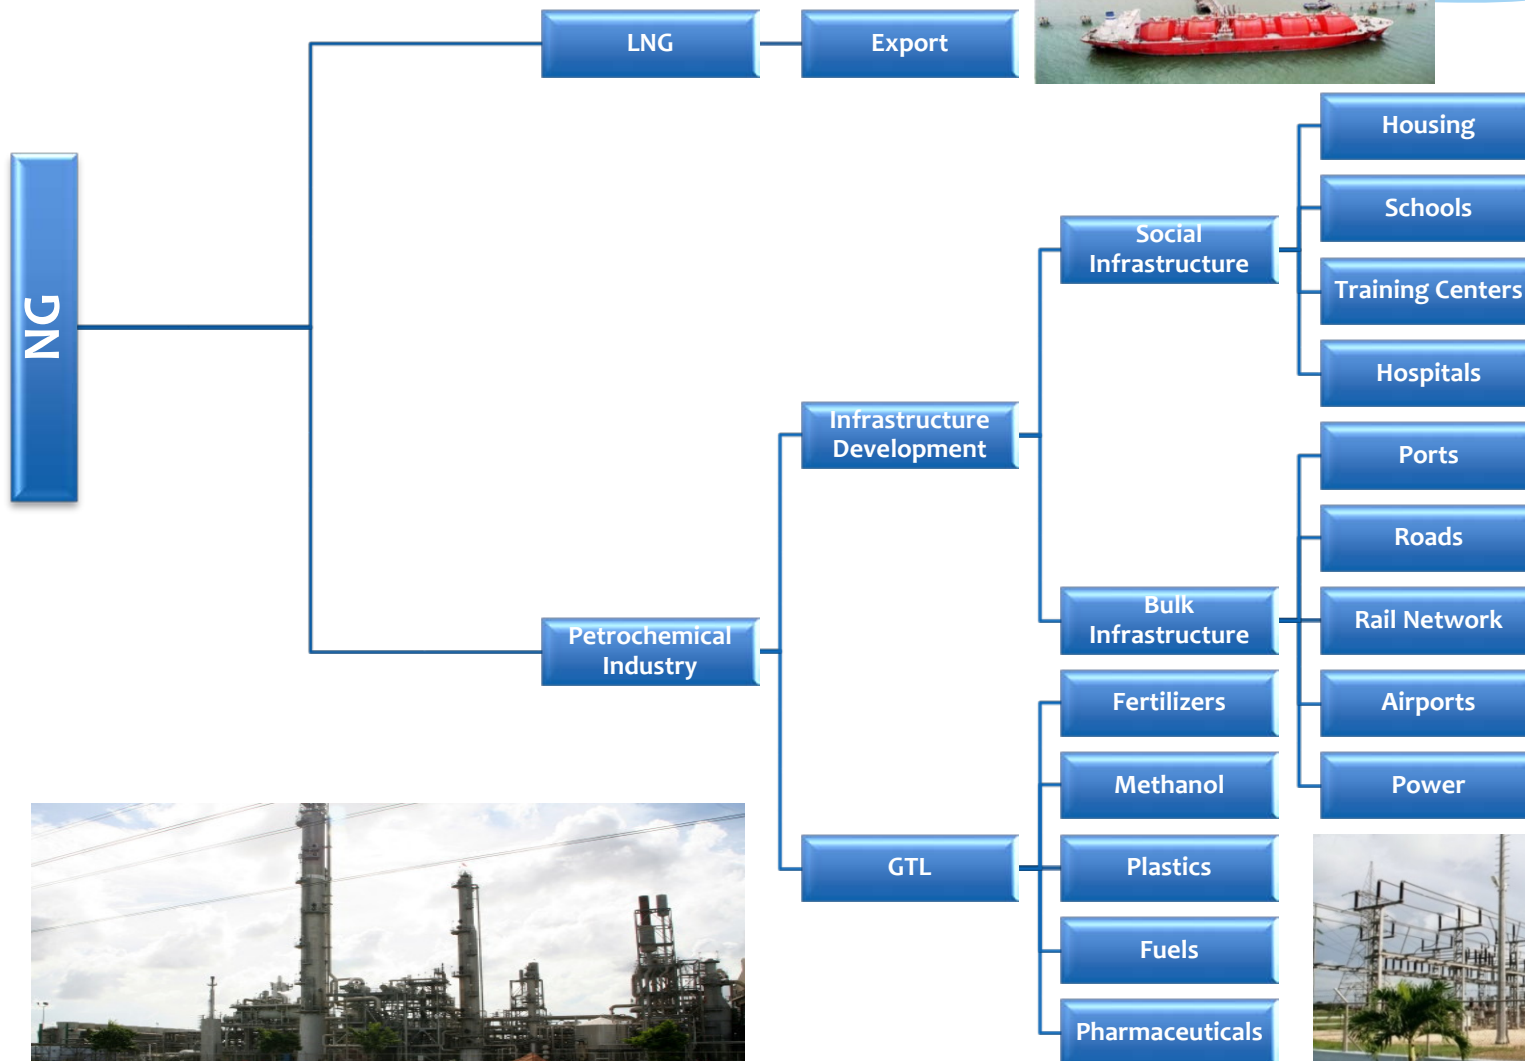 NG
LNG
Export
Petrochemical
Industry
Infrastructure
Development
Social
Infrastructure
Housing
Schools
Training Centers
Hospitals
Bulk
Infrastructure
Ports
Roads
Rail Network
Airports
Power
GTL
Fertilizers
Methanol
Plastics
Fuels
Pharmaceuticals